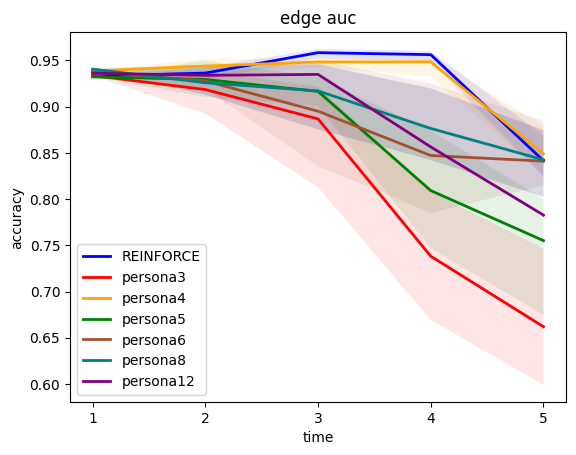 edge auc
accuracy
0.95
0.90
0.85
0.80
0.75
0.70
0.65
0.60
REINFORCE
persona3
persona4
persona5
persona6
persona8
persona12
1 2 3 4 5
time